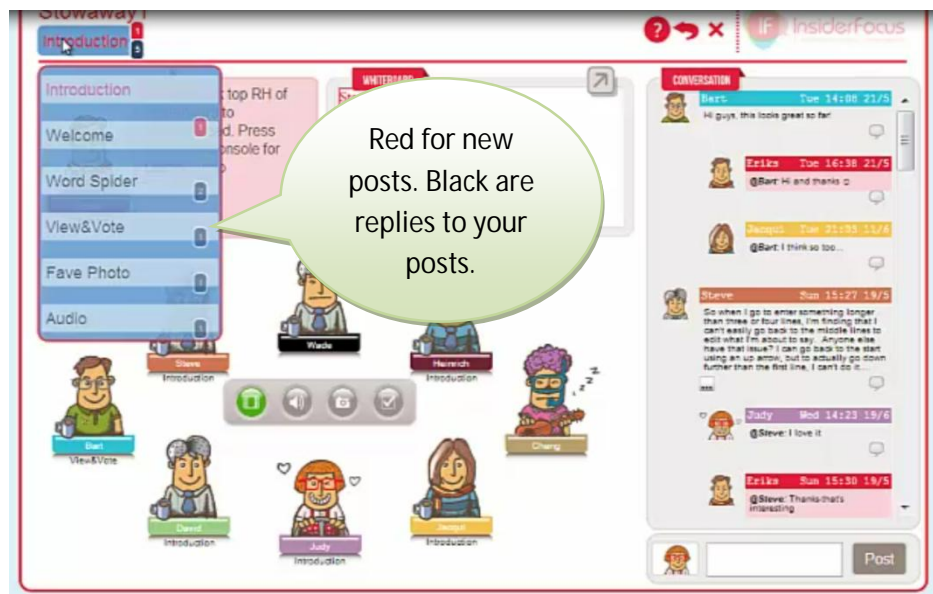 Stowaway1
Introduction
1
5
InsiderFocus
Introduction
Welcome
1
Word Spider
2
View&Vote
1
Fave Photo
1
Audio
1
top RH of
to
d. Press
onsole for
WHITEBOARD
Red for new
posts. Black are
replies to your
posts.
CONVERSATION
Bart Tue 14:08 21/5
Hi guys, this looks great so far!
Eriks Tue 16:38 21/5
@Bart: Hi and thanks
Jacqui Tue 21:55 11/6
@Bart: I think so too...
Steve Sun 15:27 19/5
So when I go to enter something longer
than three or four lines, I'm finding that I
can't easily go back to the middle lines to
edit what I'm about to say. Anyone else
have that issue? I can go back to the start
using an up arrow, but to actually go down
further than the first line, I can't do it...
Judy Wed 14:23 19/6
@Steve: I love it
Eriks Sun 15:30 19/5
@Steve: Thanks that's
interesting
Post
Steve
Introduction
Wade
Heinrich
Introduction
Bart
View&Vote
Cheng
David
Introduction
Judy
Introduction
Jacqui
Introduction